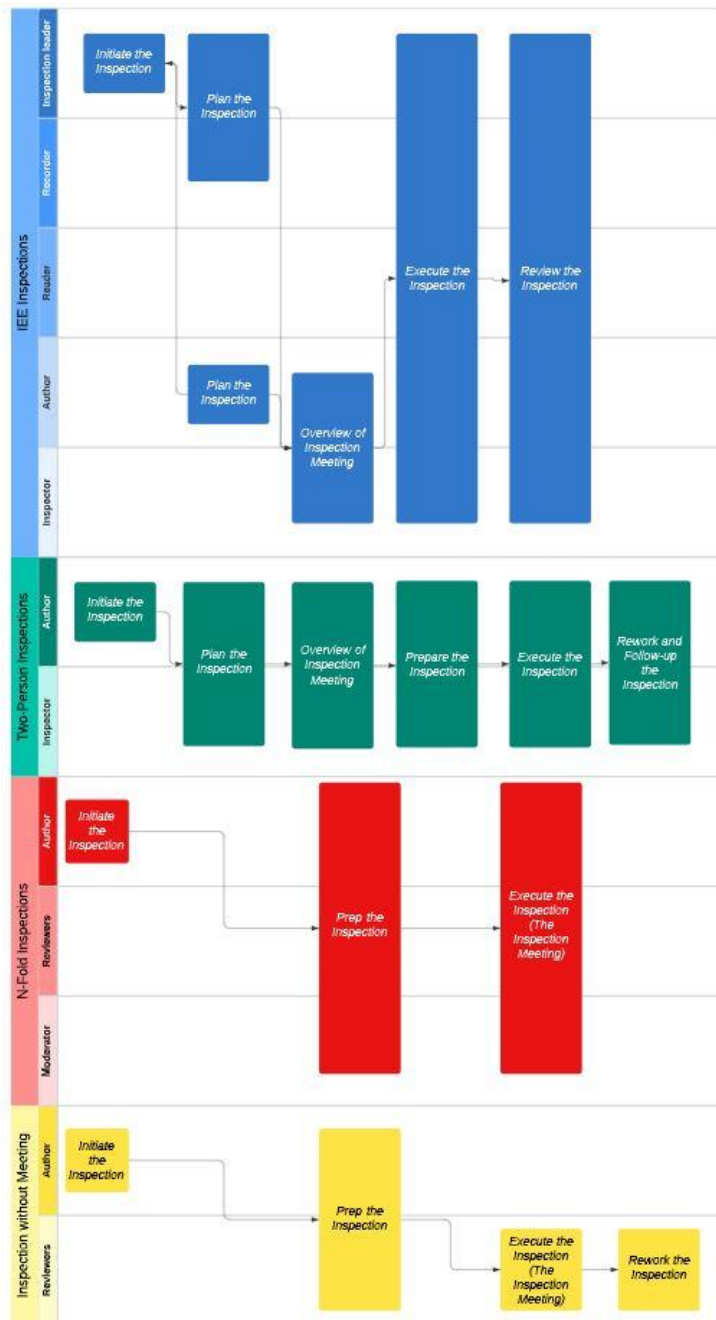 IEE Inspections
Inspection leader
Recorder
Reader
Author
Inspector
Initiate the
Inspection
Plan the
Inspection
Plan the
Inspection
Overview of
Inspection
Meeting
Execute the
Inspection
Review the
Inspection
TWo-Person Inspections
Author
Inspector
Initiate the
Inspection
Plan the
Inspection
Overview of
Inspection
Meeting
Prepare the
Inspection
Execute the
Inspection
Rework and
Follow-up
the
Inspection
N-Fold Inspections
Author
Reviewers
Moderator
Initiate
the
Inspection
Prep the
Inspection
Execute the
Inspection
(The
Inspection
Meeting)
Inspection without Meeting
Author
Reviewers
Initiate
the
Inspection
Prep the
Inspection
Execute the
Inspection
(The
Inspection
Meeting)
Rework the
Inspection